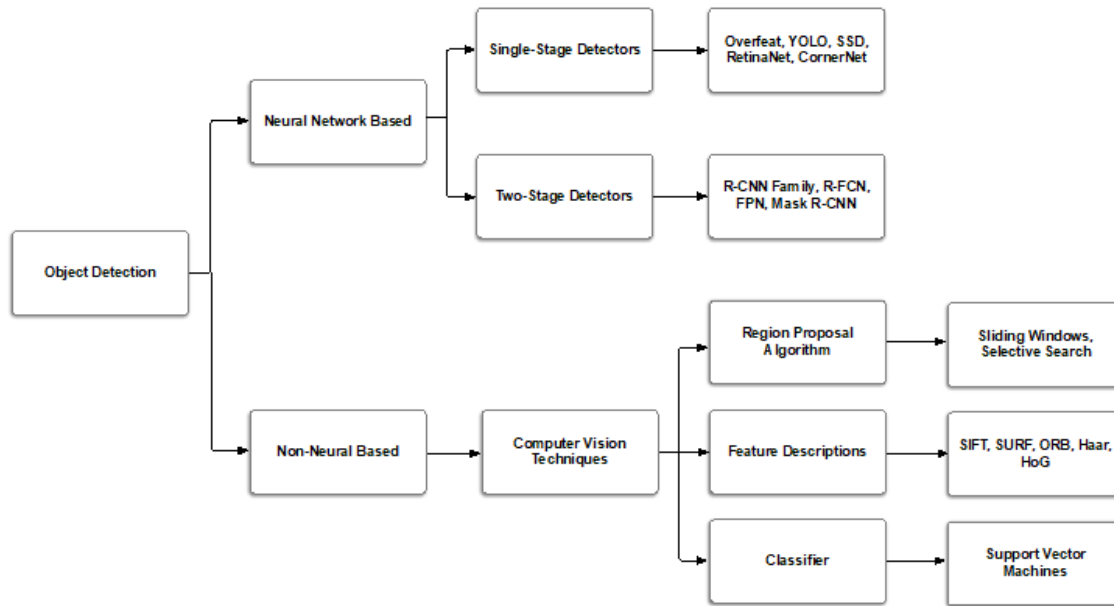 Single-Stage Detectors
Overfeat, YOLO, SSD,
RetinaNet, CornerNet
Neural Network Based
Two-Stage Detectors
R-CNN Family, R-FCN,
FPN, Mask R-CNN
Object Detection
Region Proposal
Algorithm
Sliding Windows,
Selective Search
Non-Neural Based
Computer Vision
Techniques
Feature Descriptions
SIFT, SURF, ORB, Haar,
HoG
Classifier
Support Vector
Machines